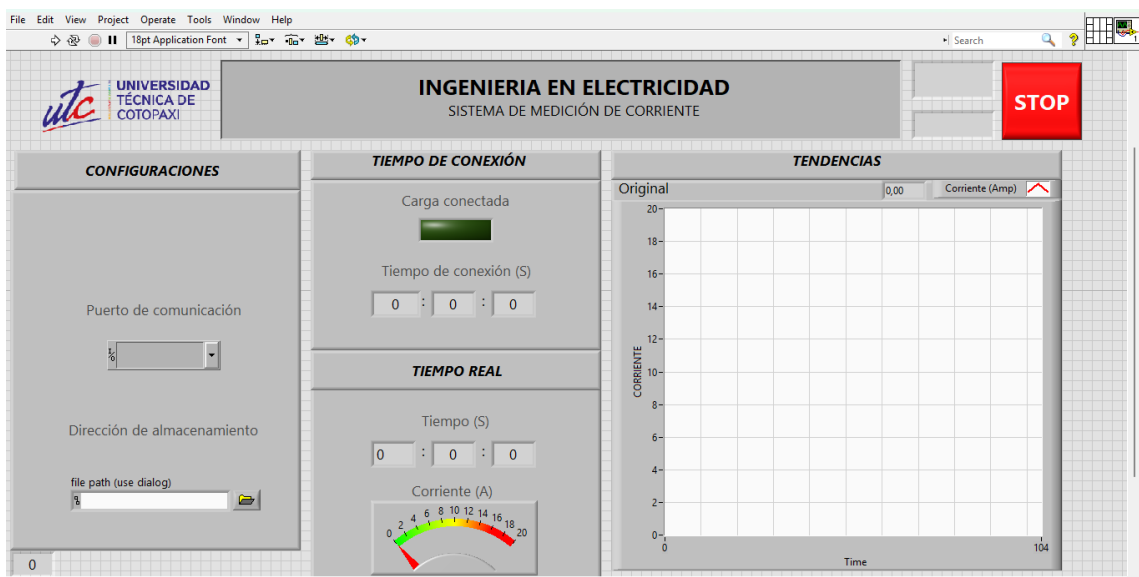 File Edit View Project Operate Tools Window Help
18pt Application Font
Search
1
utc
UNIVERSIDAD
TÉCNICA DE
COTOPAXI
INGENIERIA EN ELECTRICIDAD
SISTEMA DE MEDICIÓN DE CORRIENTE
STOP
CONFIGURACIONES
Puerto de comunicación
I/O
Dirección de almacenamiento
file path (use dialog)
0
TIEMPO DE CONEXIÓN
Carga conectada
Tiempo de conexión (S)
0 : 0 : 0
TIEMPO REAL
Tiempo (S)
0 : 0 : 0
Corriente (A)
0 2 4 6 8 10 12 14 16 18 20
TENDENCIAS
Original 0,00 Corriente (Amp)
20
18
16
14
12
10
8
6
4
2
0
CORRIENTE
0 104
Time